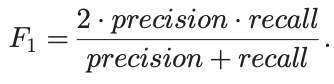 F₁ = 2 · precision · recall / precision + recall .